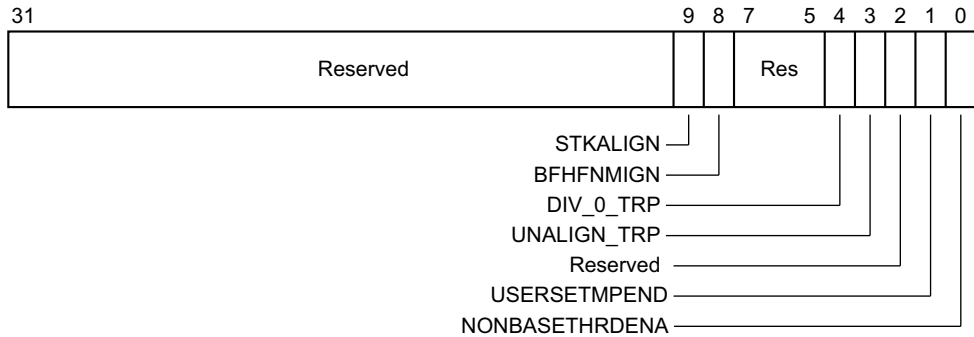 31 9 8 7 5 4 3 2 1 0
Reserved Res
STKALIGN
BFHFNMIGN
DIV_0_TRP
UNALIGN_TRP
Reserved
USERSETMPEND
NONBASETHRDENA